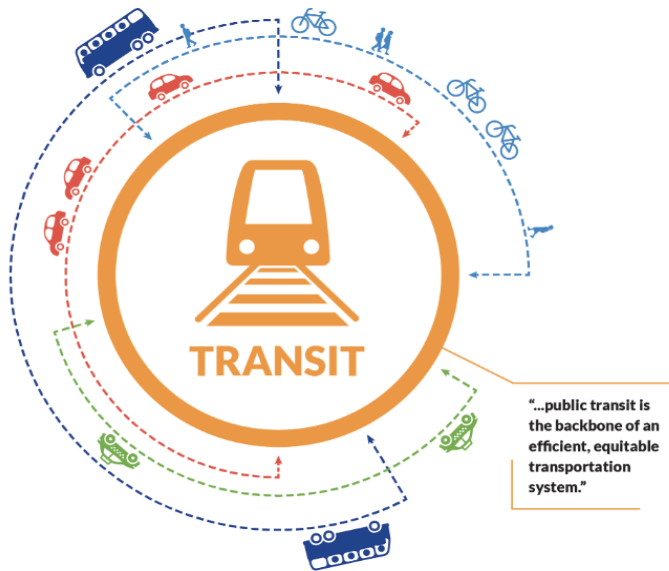 TRANSIT
“...public transit is
the backbone of an
efficient, equitable
transportation
system.”